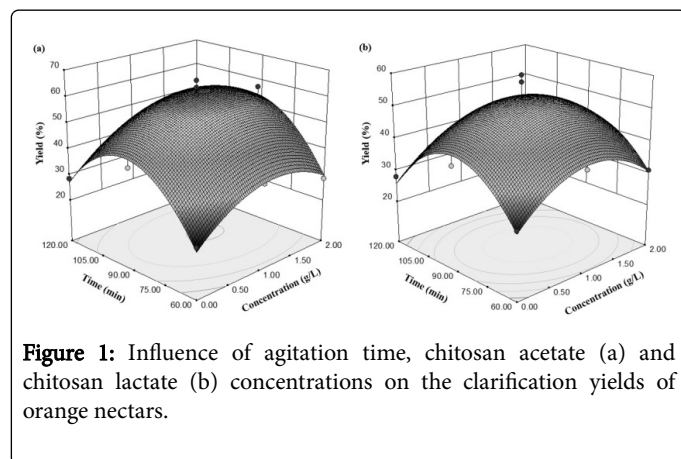 (a)
70
60
50
40
30
20
Yield (%)
120.00
105.00
90.00
75.00
60.00
Time (min)
0.00
0.50
1.00
1.50
2.00
Concentration (g/L)
(b)
60
50
40
30
20
Yield (%)
120.00
105.00
90.00
75.00
60.00
Time (min)
0.00
0.50
1.00
1.50
2.00
Concentration (g/L)
Figure 1: Influence of agitation time, chitosan acetate (a) and
chitosan lactate (b) concentrations on the clarification yields of
orange nectars.